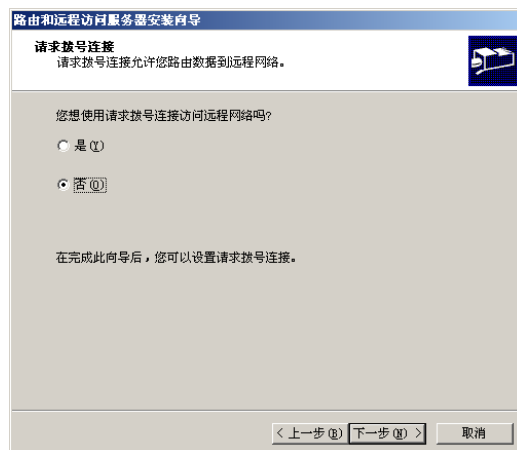 路由和远程访问服务器安装向导
请求拨号连接
请求拨号连接允许您路由数据到远程网络。
您想使用请求拨号连接访问远程网络吗?
是(Y)
否(O)
在完成此向导后，您可以设置请求拨号连接。
< 上一步(B) 下一步(N) > 取消